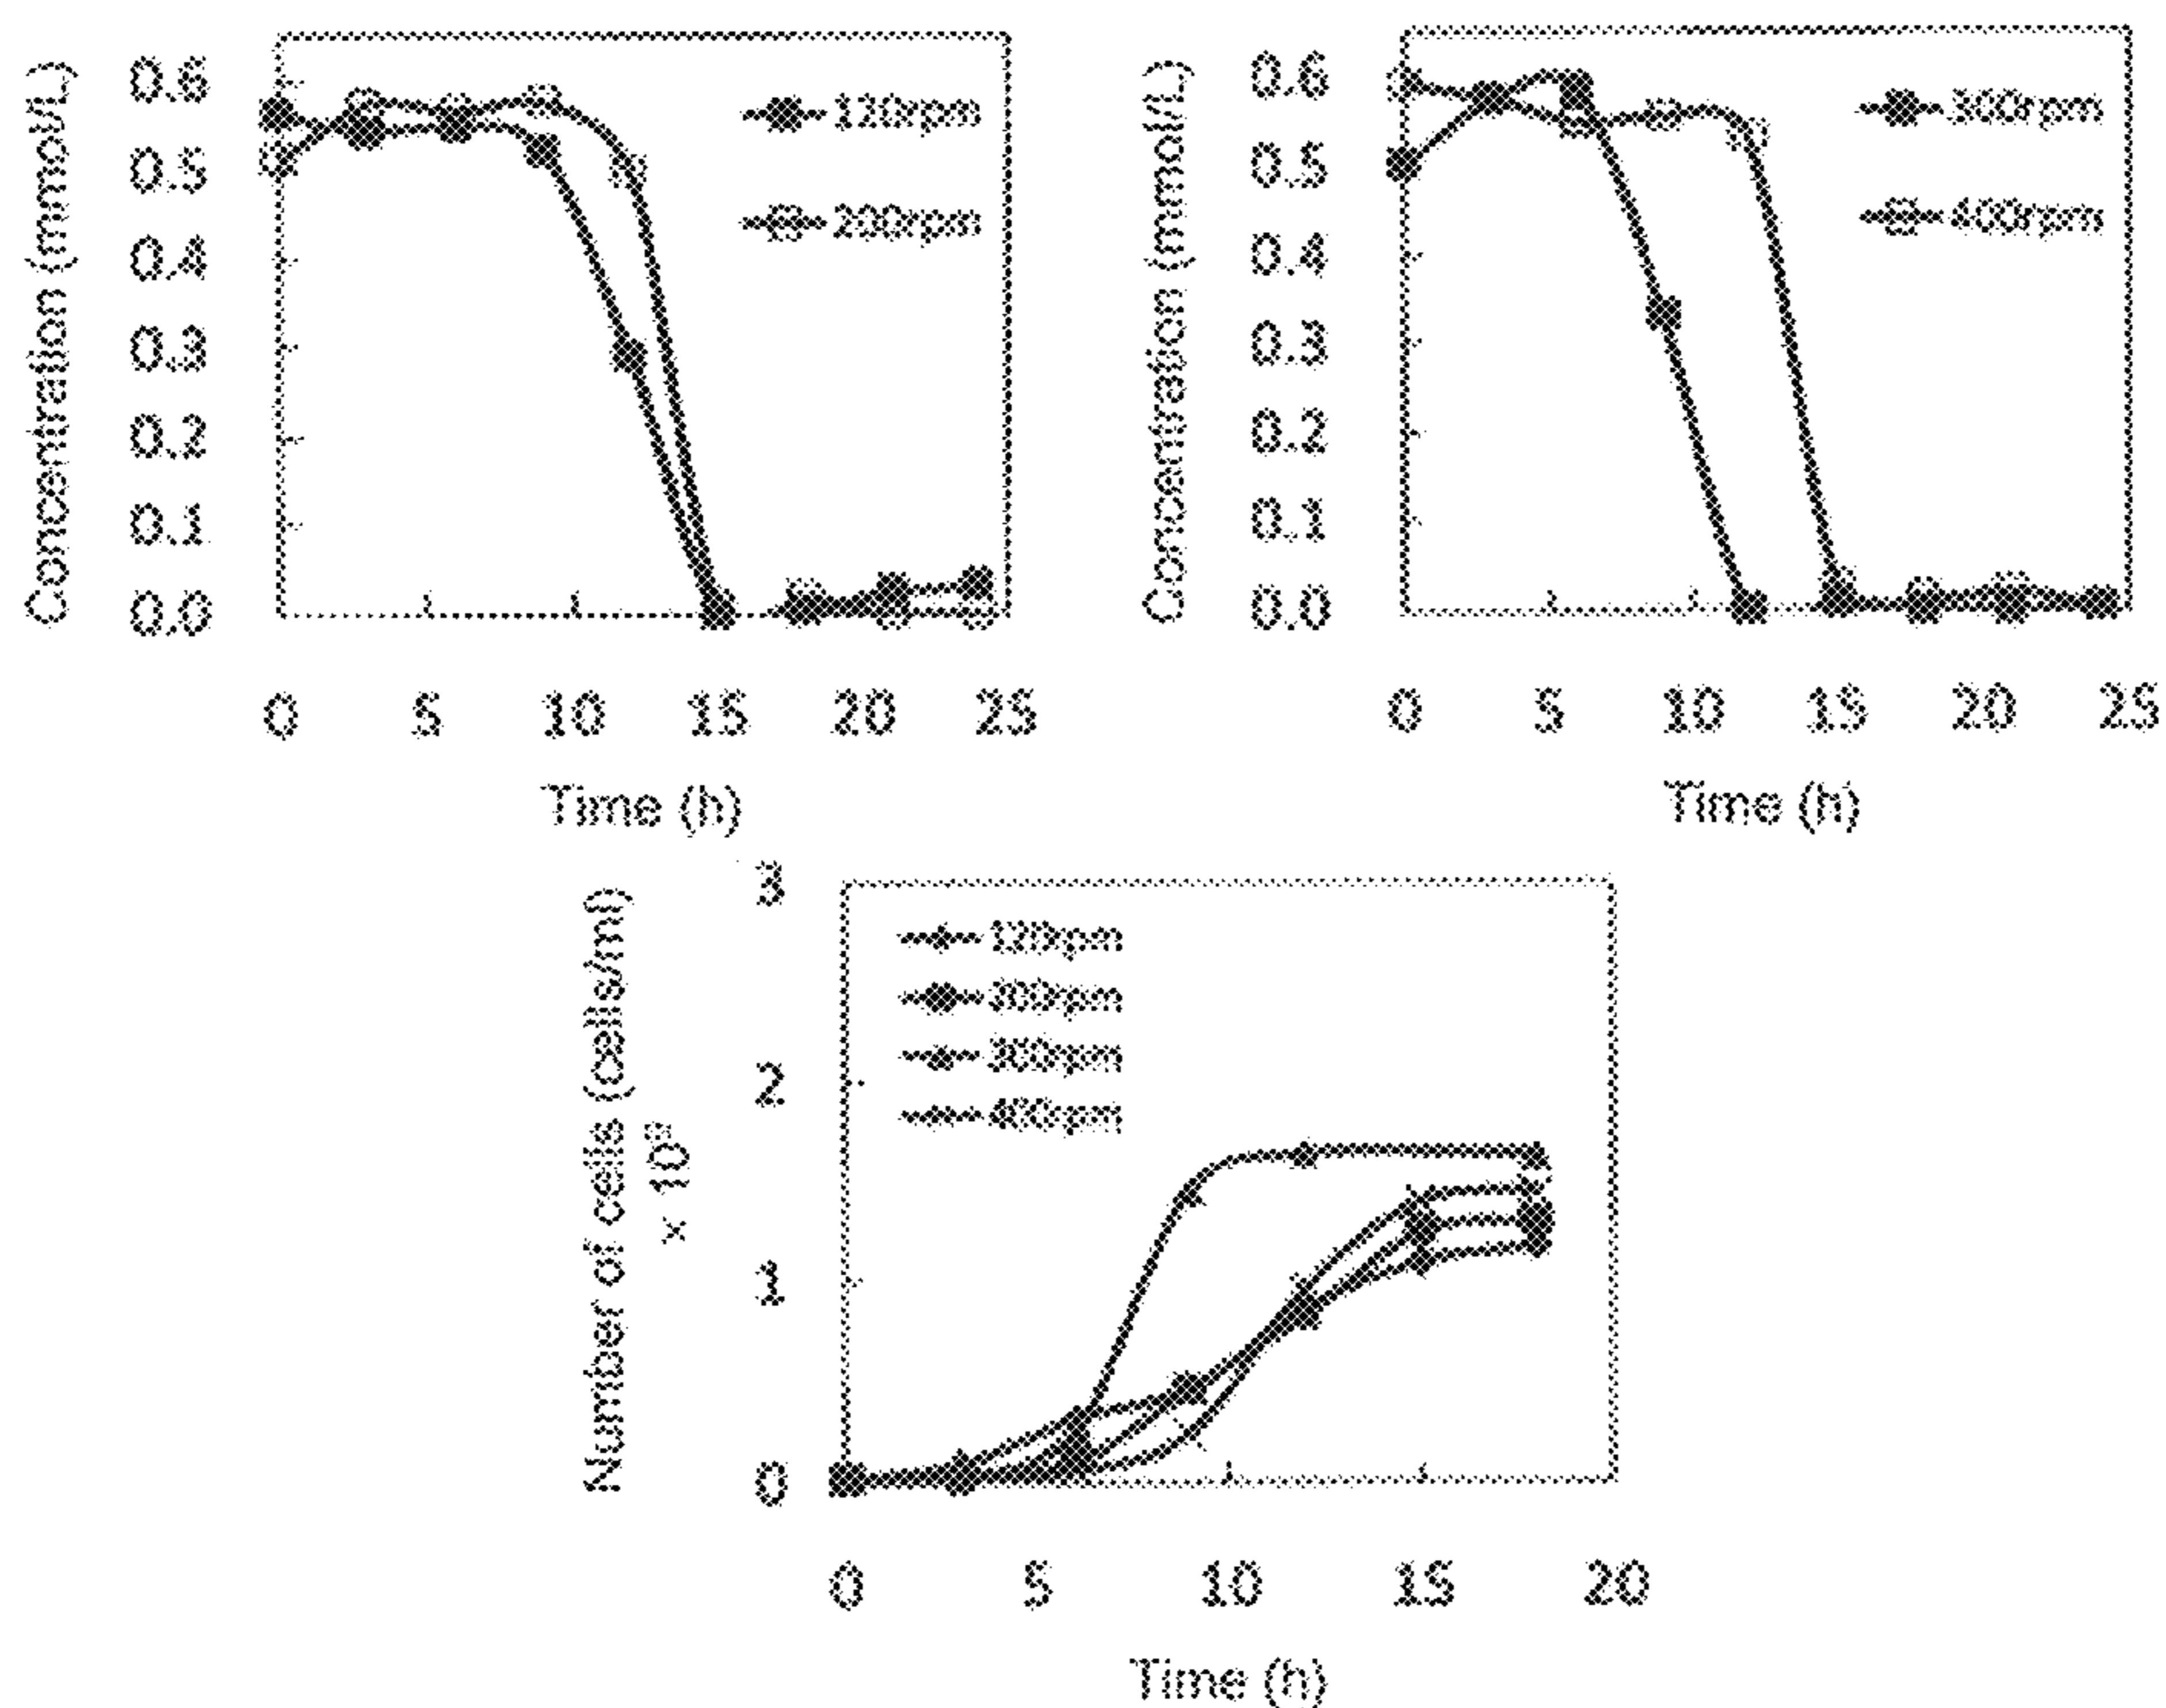 Concentration (mmol/L)
0.6
0.5
0.4
0.3
0.2
0.1
0.0
120rpm
200rpm
0 5 10 15 20 25
Time (h)
Concentration (mmol/L)
0.6
0.5
0.4
0.3
0.2
0.1
0.0
300rpm
400rpm
0 5 10 15 20 25
Time (h)
Number of cells (cells/ml)
3
2
1
0
120rpm
300rpm
400rpm
0 5 10 15 20
Time (h)